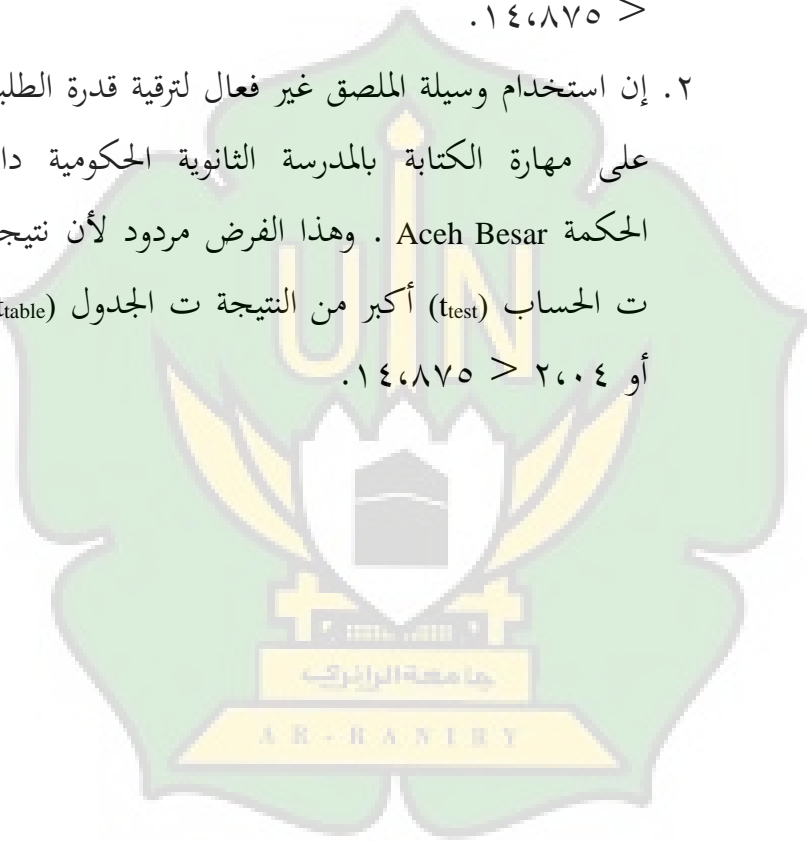 < ١٤،٨٧٥.
٢. إن استخدام وسيلة الملصق غير فعال لترقية قدرة الطلب
على مهارة الكتابة بالمدرسة الثانوية الحكومية دا
الحكمة Aceh Besar . وهذا الفرض مردود لأن نتيج
ت الحساب (ttest) أكبر من النتيجة ت الجدول (ttable
أو ٢،٠٤ < ١٤،٨٧٥.
UIN
جامعة الرانري
AR-RANIRY